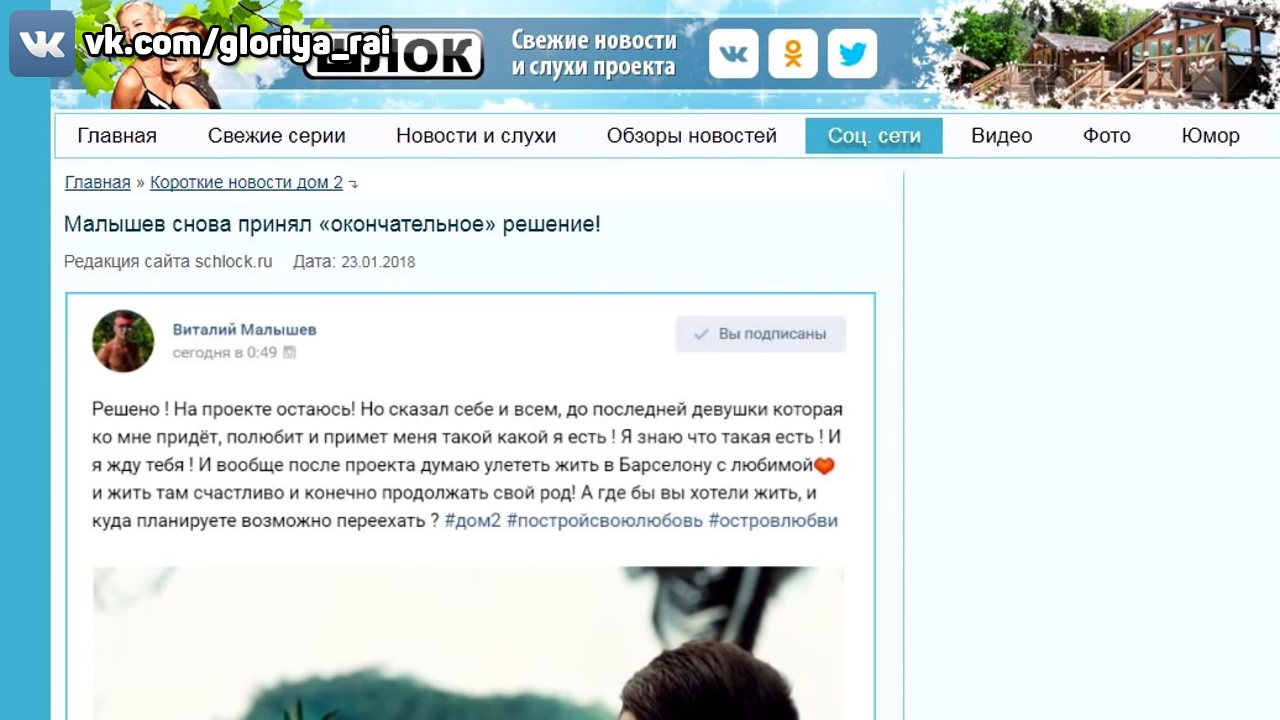 vk.com/gloriya_rai
ШЛОК
Свежие новости
и слухи проекта
Главная Свежие серии Новости и слухи Обзоры новостей Соц. сети Видео Фото Юмор
Главная » Короткие новости дом 2
Малышев снова принял «окончательное» решение!
Редакция сайта schlock.ru Дата: 23.01.2018
Виталий Малышев
сегодня в 0:49
Вы подписаны
Решено ! На проекте остаюсь! Но сказал себе и всем, до последней девушки которая
ко мне придёт, полюбит и примет меня такой какой я есть ! Я знаю что такая есть ! И
я жду тебя ! И вообще после проекта думаю улететь жить в Барселону с любимой❤
и жить там счастливо и конечно продолжать свой род! А где бы вы хотели жить, и
куда планируете возможно переехать ? #дом2 #постройсвоюлюбовь #островлюбви